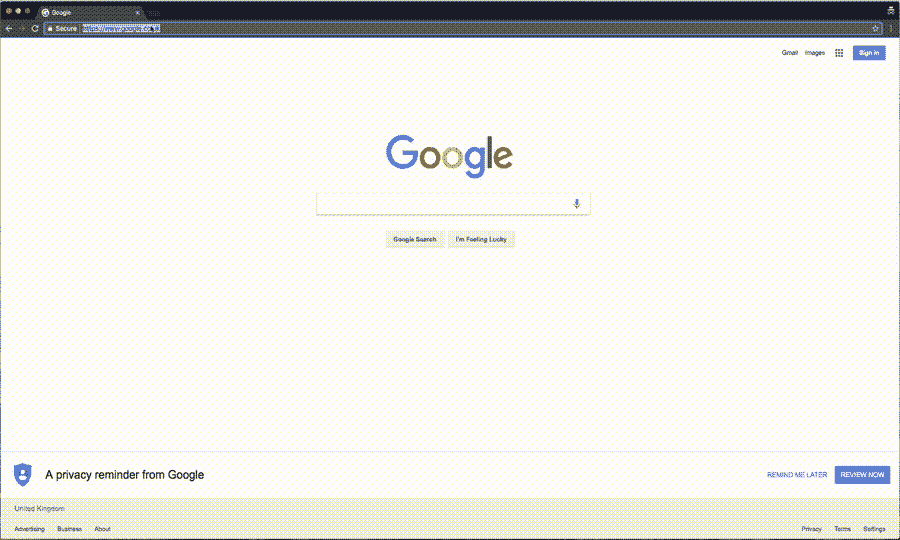 Google
Secure https://www.google.co.uk
Gmail Images Sign in
Google
Google Search I'm Feeling Lucky
A privacy reminder from Google REMIND ME LATER REVIEW NOW
United Kingdom
Advertising Business About Privacy Terms Settings